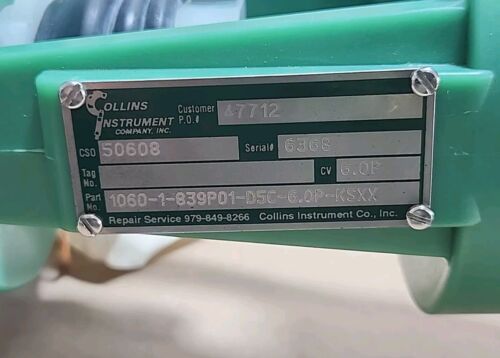 COLLINS
INSTRUMENT
COMPANY, INC.
Customer P.O.# 47712
CSO 50608 Serial# 6368
Tag No. CV 6.0P
Part No. 1060-1-839P01-D5C-6.0P-KSXX
Repair Service 979-849-8266 Collins Instrument Co., Inc.